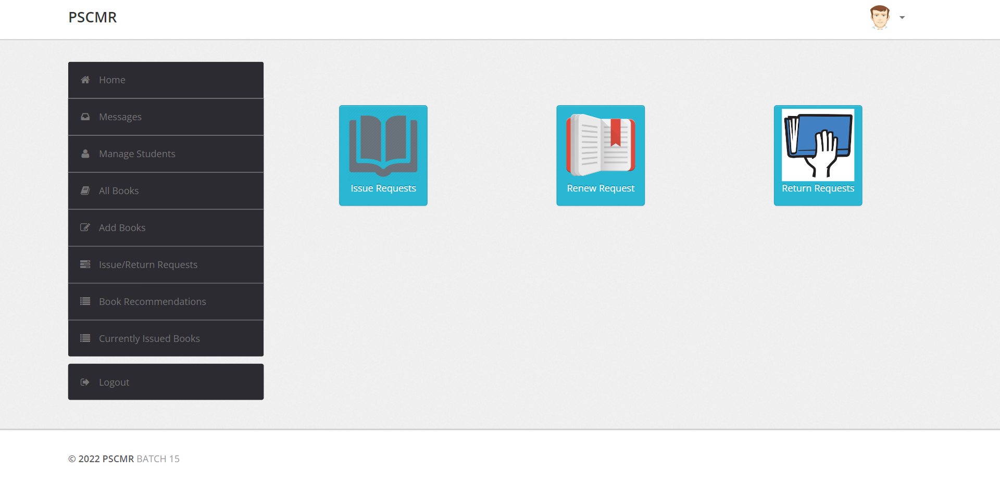 PSCMR
Home
Messages
Manage Students
All Books
Add Books
Issue/Return Requests
Book Recommendations
Currently Issued Books
Logout
Issue Requests
Renew Request
Return Requests
© 2022 PSCMR BATCH 15